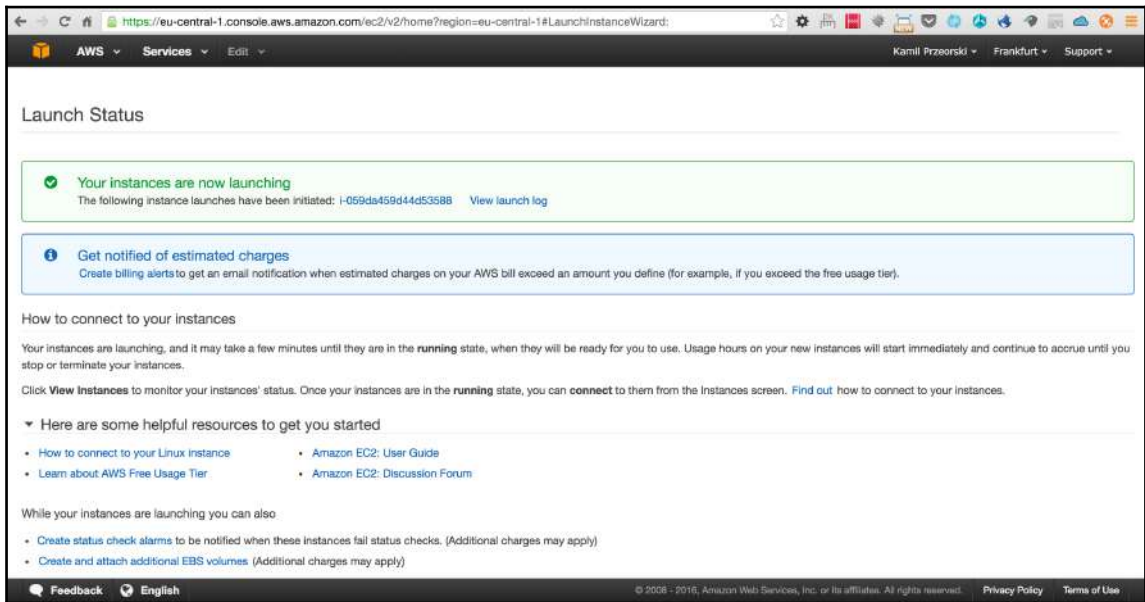 https://eu-central-1.console.aws.amazon.com/ec2/v2/home?region=eu-central-1#LaunchInstanceWizard:
AWS Services Edit Kamil Przeorski Frankfurt Support
Launch Status
Your instances are now launching
The following instance launches have been initiated: i-059da459d44d53588 View launch log
Get notified of estimated charges
Create billing alerts to get an email notification when estimated charges on your AWS bill exceed an amount you define (for example, if you exceed the free usage tier).
How to connect to your instances
Your instances are launching, and it may take a few minutes until they are in the running state, when they will be ready for you to use. Usage hours on your new instances will start immediately and continue to accrue until you
stop or terminate your instances.
Click View Instances to monitor your instances' status. Once your instances are in the running state, you can connect to them from the Instances screen. Find out how to connect to your instances.
Here are some helpful resources to get you started
• How to connect to your Linux instance • Amazon EC2: User Guide
• Learn about AWS Free Usage Tier • Amazon EC2: Discussion Forum
While your instances are launching you can also
• Create status check alarms to be notified when these instances fail status checks. (Additional charges may apply)
• Create and attach additional EBS volumes (Additional charges may apply)
Feedback English © 2008 - 2016, Amazon Web Services, Inc. or its affiliates. All rights reserved. Privacy Policy Terms of Use